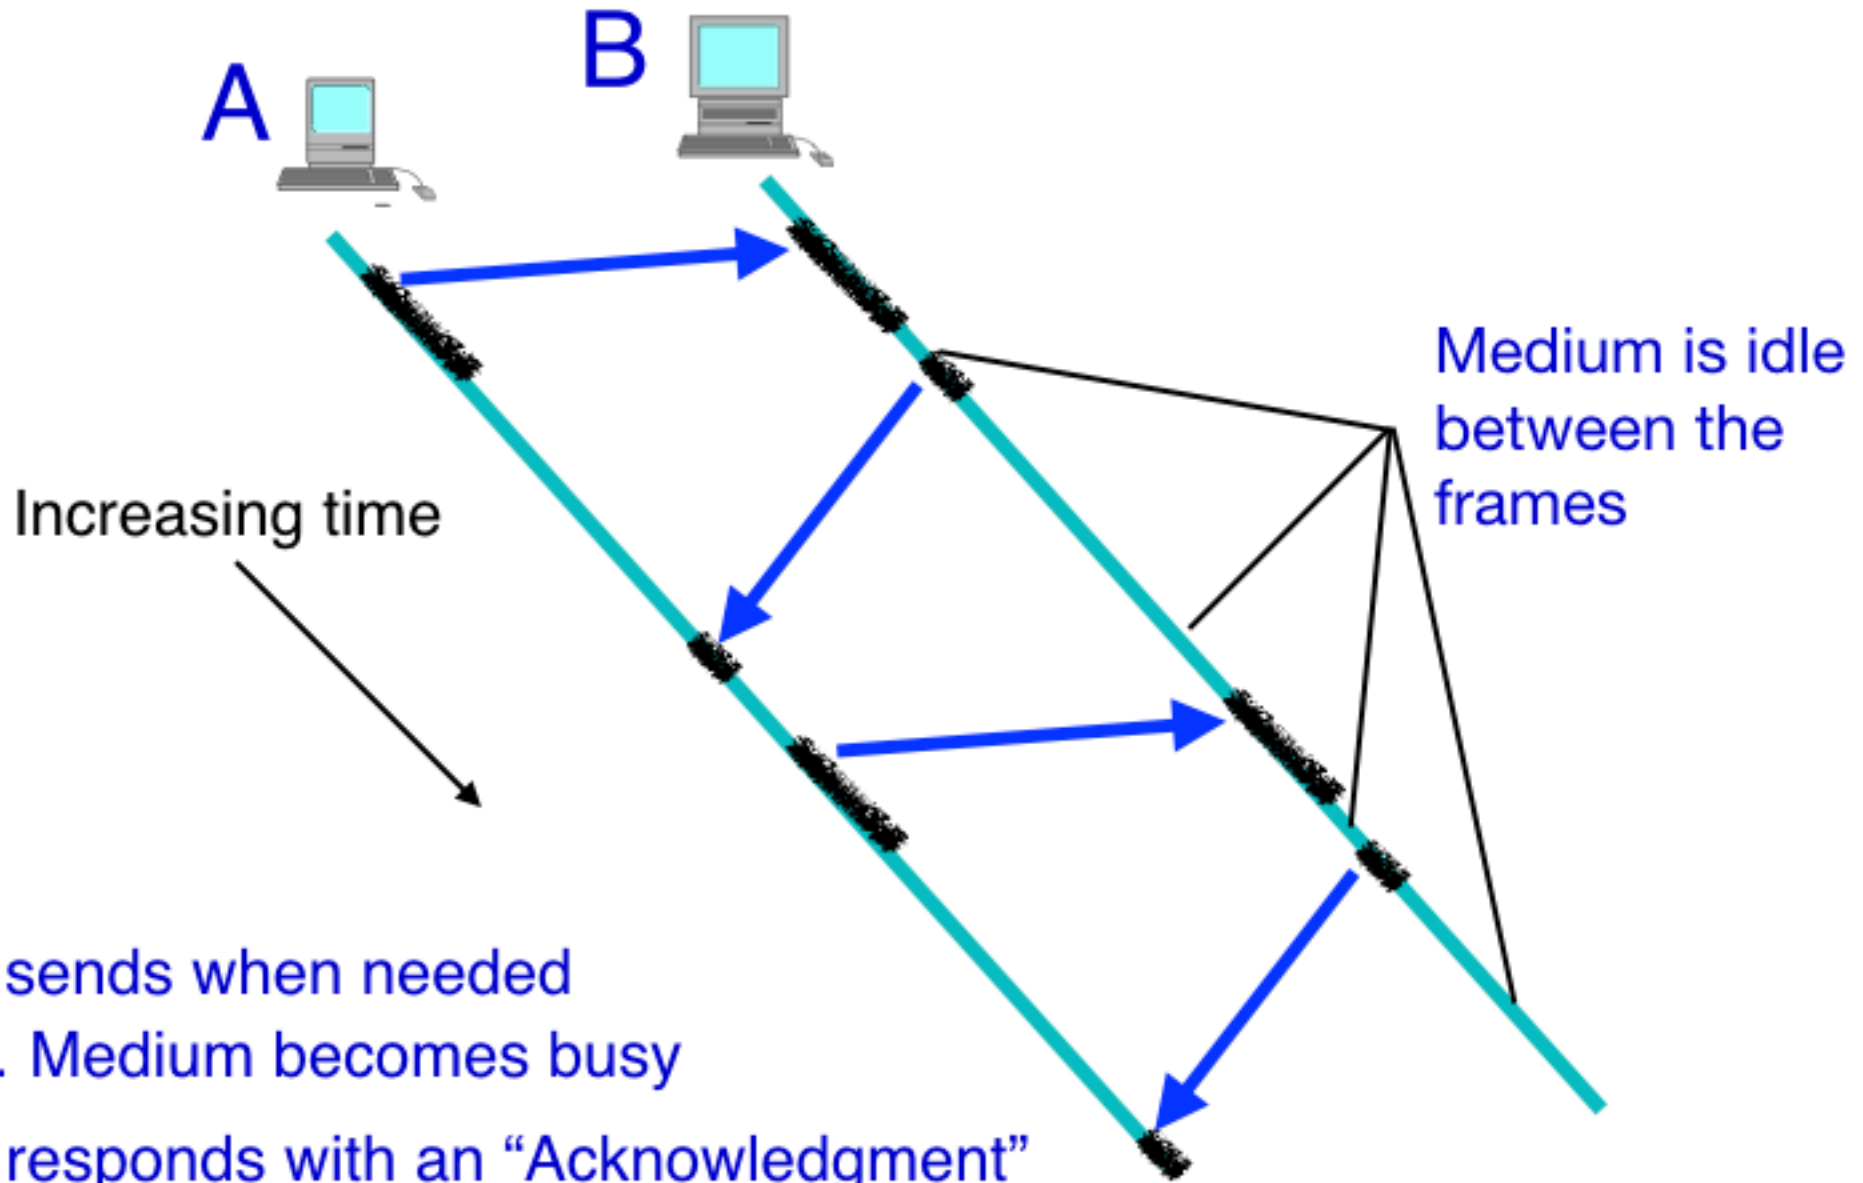 A
B
Medium is idle
between the
frames
Increasing time
sends when needed
. Medium becomes busy
responds with an “Acknowledgment”